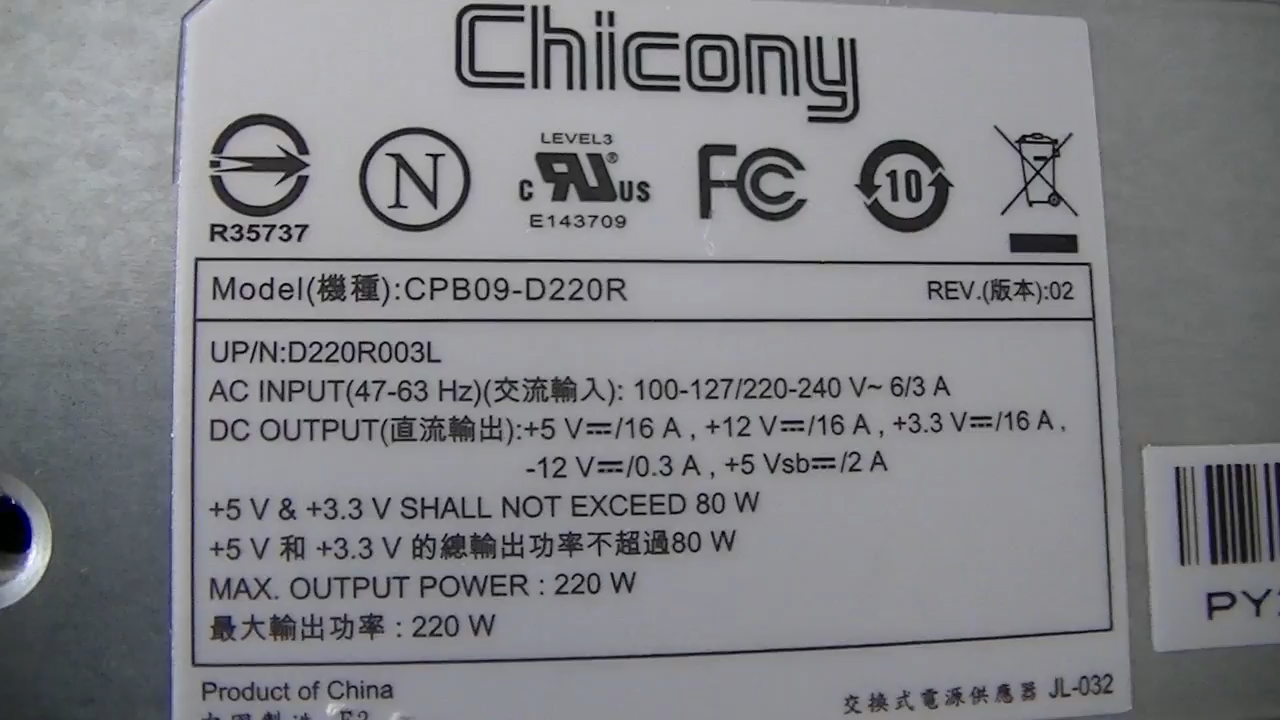 Chicony
R35737
N
LEVEL3
C RU® US
E143709
FC
10
Model(機種):CPB09-D220R
REV.(版本):02
UP/N:D220R003L
AC INPUT(47-63 Hz)(交流輸入): 100-127/220-240 V~ 6/3 A
DC OUTPUT(直流輸出):+5 V⎓/16 A , +12 V⎓/16 A , +3.3 V⎓/16 A ,
-12 V⎓/0.3 A , +5 Vsb⎓/2 A
+5 V & +3.3 V SHALL NOT EXCEED 80 W
+5 V 和 +3.3 V 的總輸出功率不超過80 W
MAX. OUTPUT POWER : 220 W
最大輸出功率 : 220 W
Product of China
交換式電源供應器 JL-032
PY